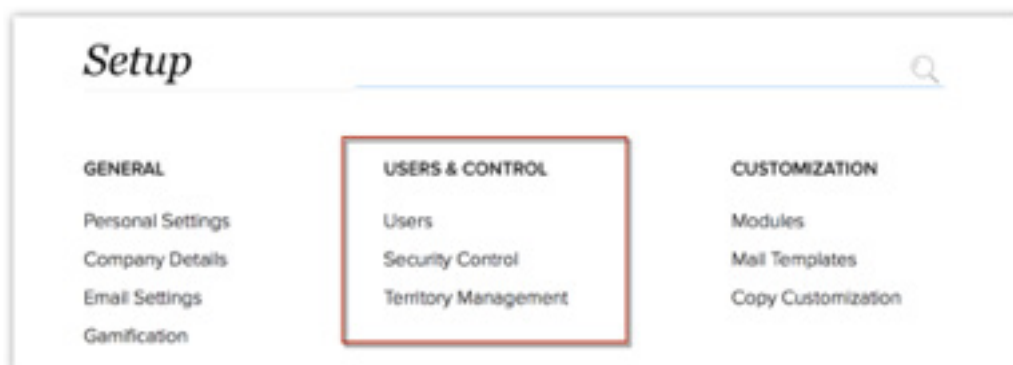 Setup
GENERAL
Personal Settings
Company Details
Email Settings
Gamification
USERS & CONTROL
Users
Security Control
Territory Management
CUSTOMIZATION
Modules
Mail Templates
Copy Customization